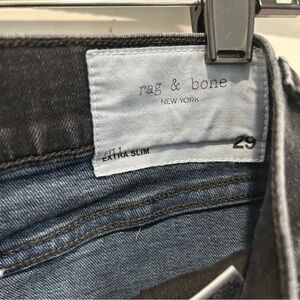 rag & bone
NEW YORK
fit 1
EXTRA SLIM
29